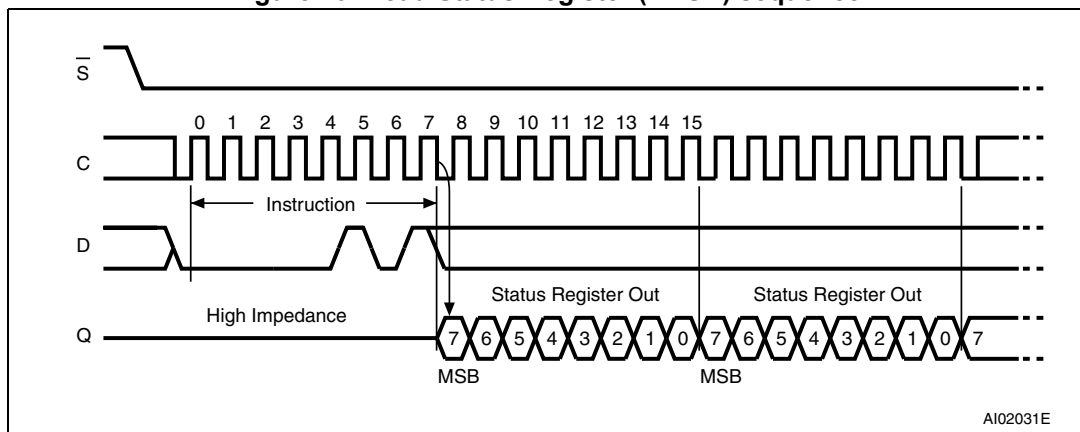 S
0 1 2 3 4 5 6 7 8 9 10 11 12 13 14 15
C
Instruction
D
Status Register Out Status Register Out
High Impedance
Q 7 6 5 4 3 2 1 0 7 6 5 4 3 2 1 0 7
MSB MSB
AI02031E